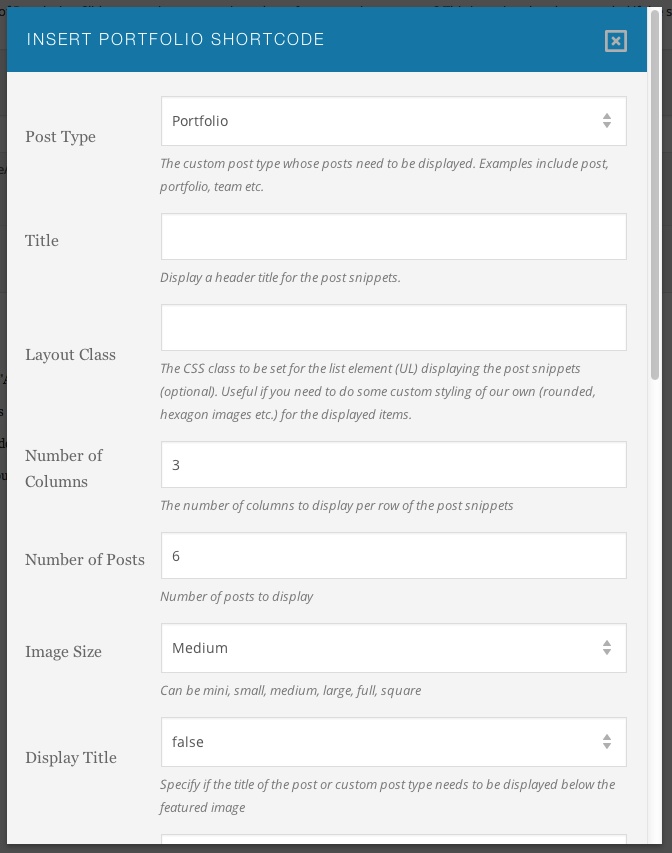 INSERT PORTFOLIO SHORTCODE
Post Type
Portfolio
The custom post type whose posts need to be displayed. Examples include post,
portfolio, team etc.
Title
Display a header title for the post snippets.
Layout Class
The CSS class to be set for the list element (UL) displaying the post snippets
(optional). Useful if you need to do some custom styling of our own (rounded,
hexagon images etc.) for the displayed items.
Number of
Columns
3
The number of columns to display per row of the post snippets
Number of Posts
6
Number of posts to display
Image Size
Medium
Can be mini, small, medium, large, full, square
Display Title
false
Specify if the title of the post or custom post type needs to be displayed below the
featured image